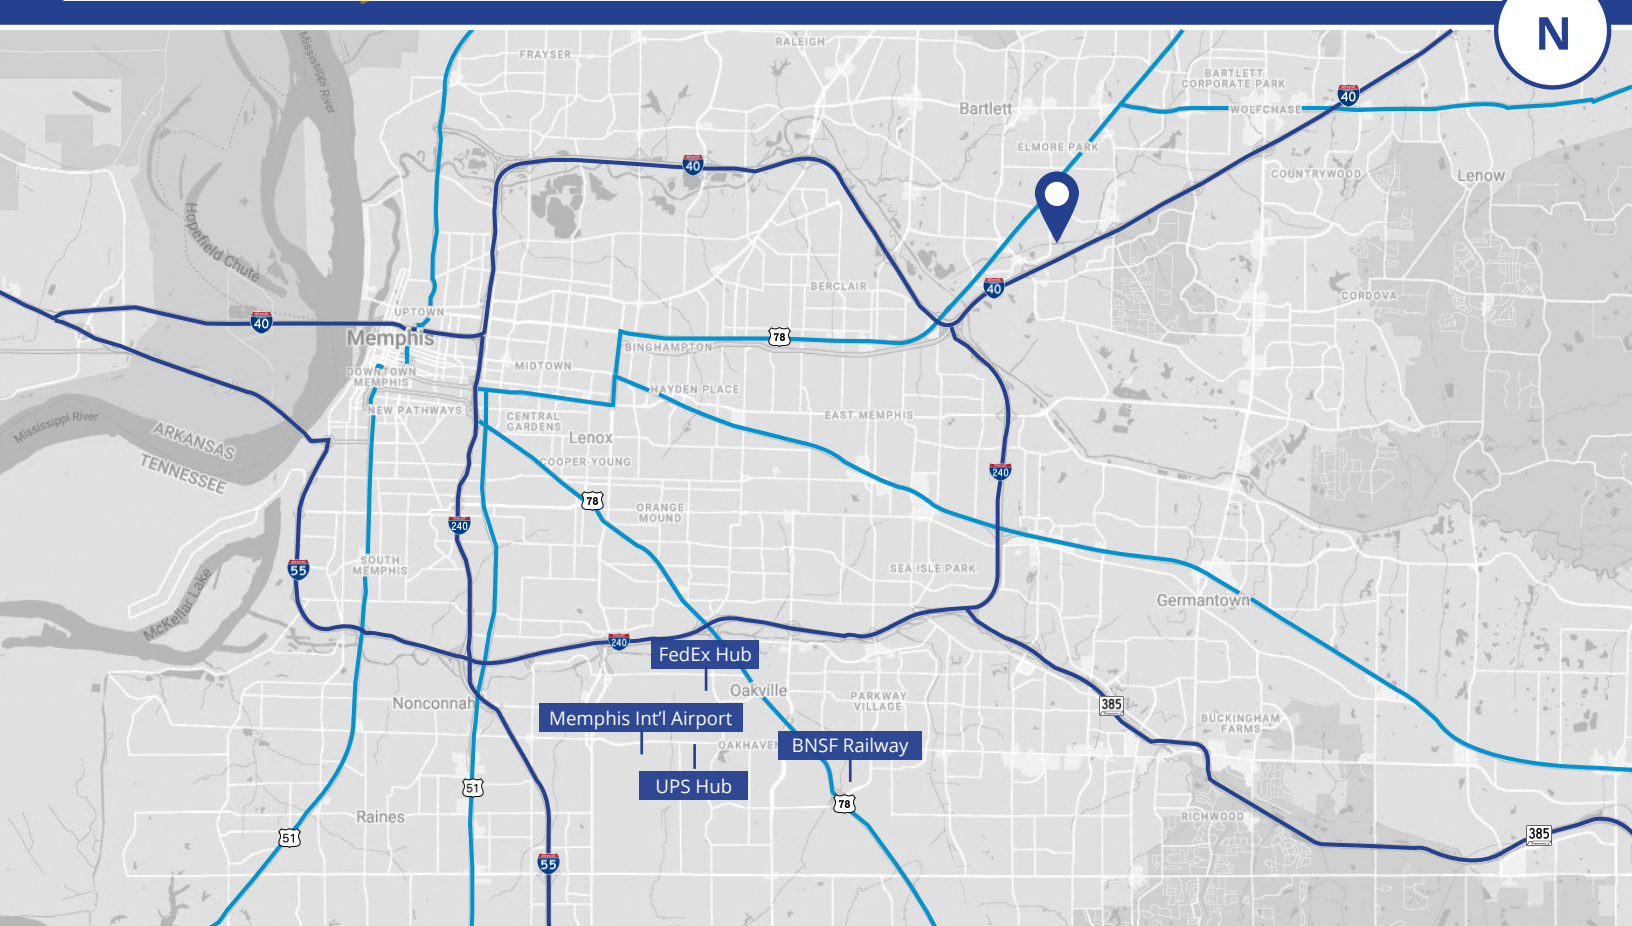 N
FRAYSER
RALEIGH
Mississippi River
BARTLETT
CORPORATE PARK
40
Bartlett
WOLFCHASE
ELMORE PARK
40
COUNTRYWOOD
Lenow
Hopefield Chute
BERCLAIR
40
CORDOVA
UPTOWN
40
Memphis
78
BINGHAMPTON
MIDTOWN
DOWNTOWN
MEMPHIS
HAYDEN PLACE
NEW PATHWAYS
CENTRAL
GARDENS
EAST MEMPHIS
Mississippi River
ARKANSAS
TENNESSEE
Lenox
COOPER-YOUNG
240
78
ORANGE
MOUND
240
SOUTH
MEMPHIS
55
SEA ISLE PARK
McKellar Lake
Germantown
240
FedEx Hub
Oakville
PARKWAY
VILLAGE
Nonconnah
385
Memphis Int'l Airport
BUCKINGHAM
FARMS
OAKHAVEN
BNSF Railway
UPS Hub
51
78
Raines
RICHWOOD
51
385
55